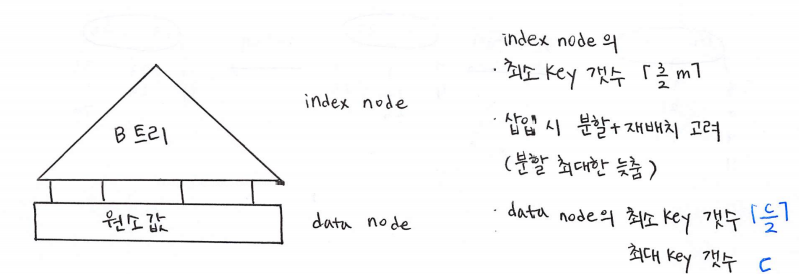 index node의
· 최소 key 갯수 ⌈ m⌉
index node
B 트리
· 삽입 시 분할+재배치 고려
(분할 최대한 늦춤)
원소값
data node
· data node의 최소 key 갯수 ⌈c/2⌉
최대 key 갯수 c